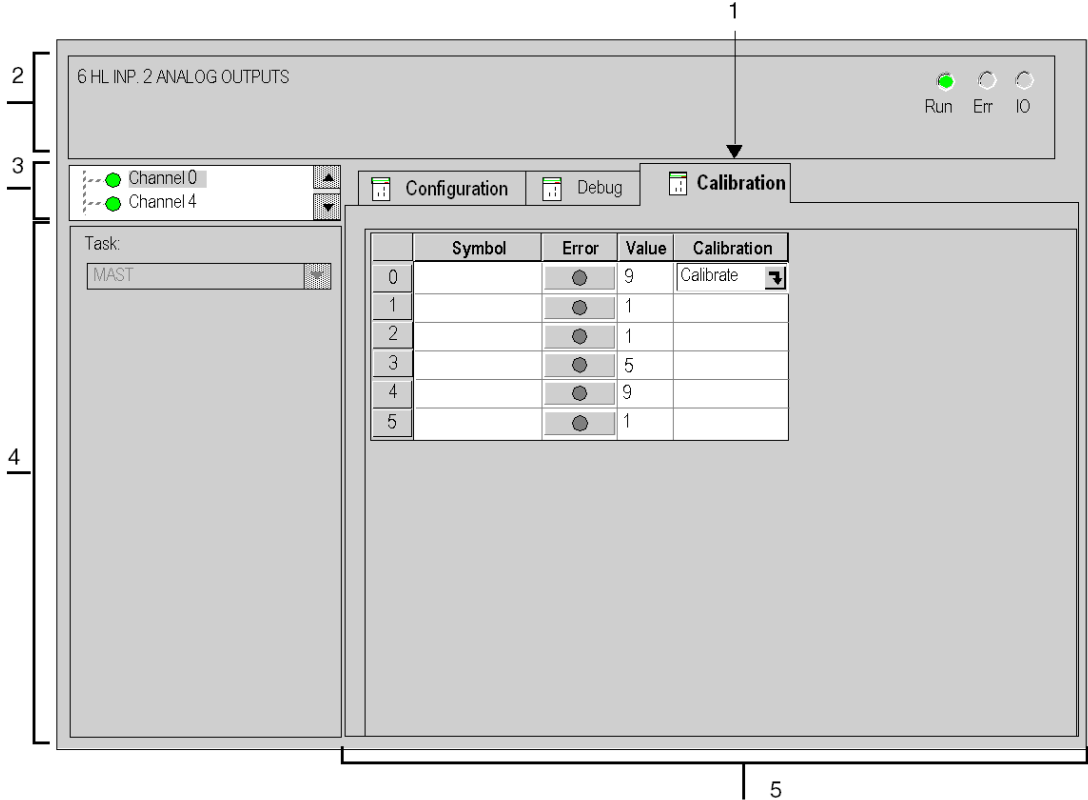 1
2
6 HL INP. 2 ANALOG OUTPUTS
Run Err IO
3
Channel 0
Channel 4
Configuration Debug Calibration
4
Task:
MAST
Symbol Error Value Calibration
0 9 Calibrate
1 1
2 1
3 5
4 9
5 1
5